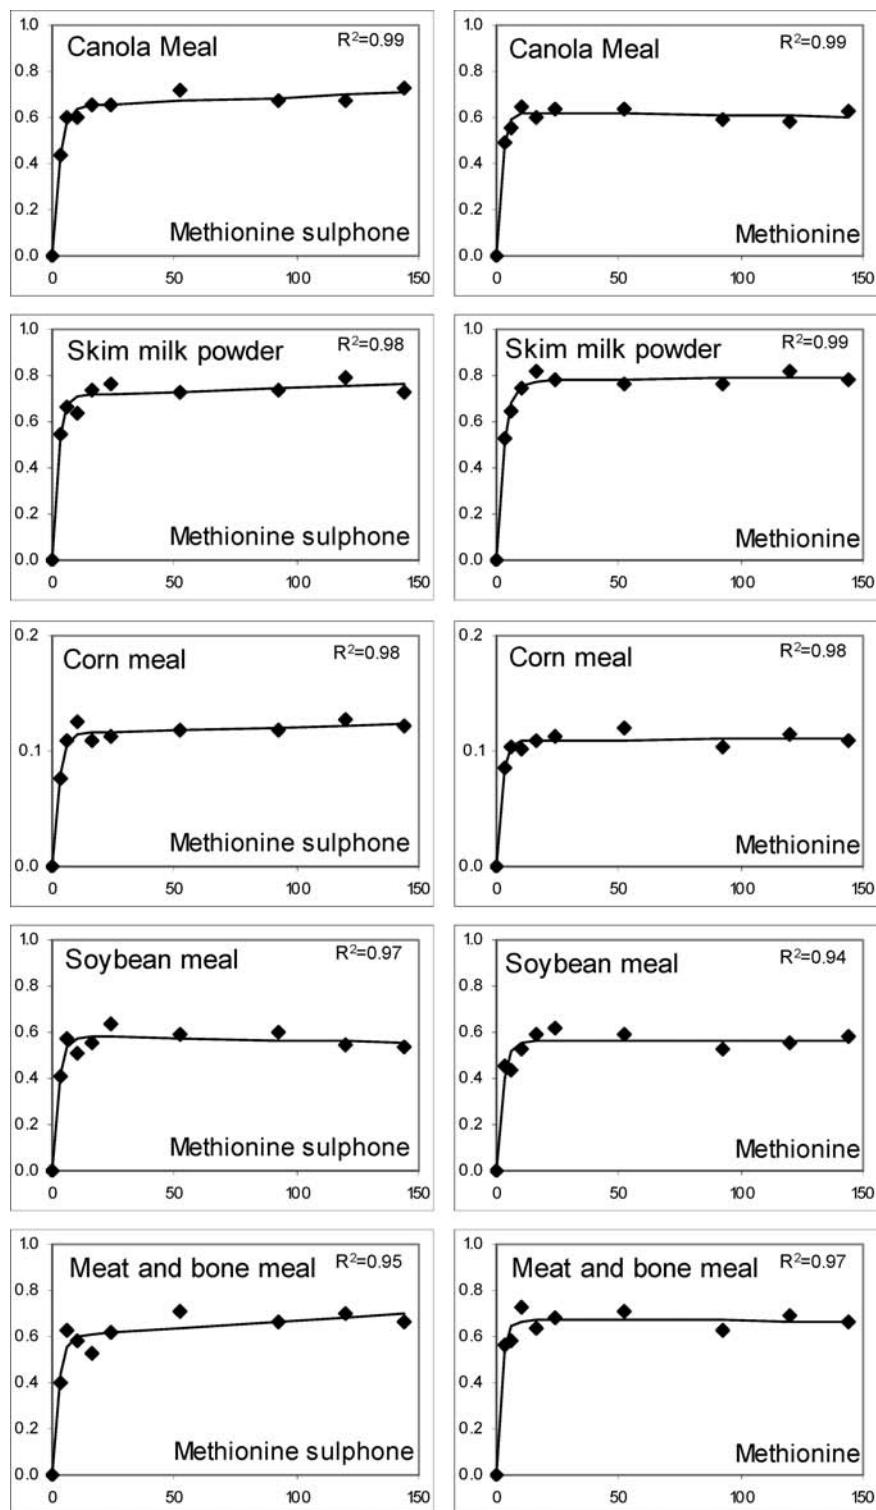 1.0
Canola Meal R²=0.99
0.8
0.6
0.4
0.2
Methionine sulphone
0.0
0 50 100 150
1.0
Canola Meal R²=0.99
0.8
0.6
0.4
0.2
Methionine
0.0
0 50 100 150
1.0
Skim milk powder R²=0.98
0.8
0.6
0.4
0.2
Methionine sulphone
0.0
0 50 100 150
1.0
Skim milk powder R²=0.99
0.8
0.6
0.4
0.2
Methionine
0.0
0 50 100 150
0.2
Corn meal R²=0.98
0.1
Methionine sulphone
0.0
0 50 100 150
0.2
Corn meal R²=0.98
0.1
Methionine
0.0
0 50 100 150
1.0
Soybean meal R²=0.97
0.8
0.6
0.4
0.2
Methionine sulphone
0.0
0 50 100 150
1.0
Soybean meal R²=0.94
0.8
0.6
0.4
0.2
Methionine
0.0
0 50 100 150
1.0
Meat and bone meal R²=0.95
0.8
0.6
0.4
0.2
Methionine sulphone
0.0
0 50 100 150
1.0
Meat and bone meal R²=0.97
0.8
0.6
0.4
0.2
Methionine
0.0
0 50 100 150